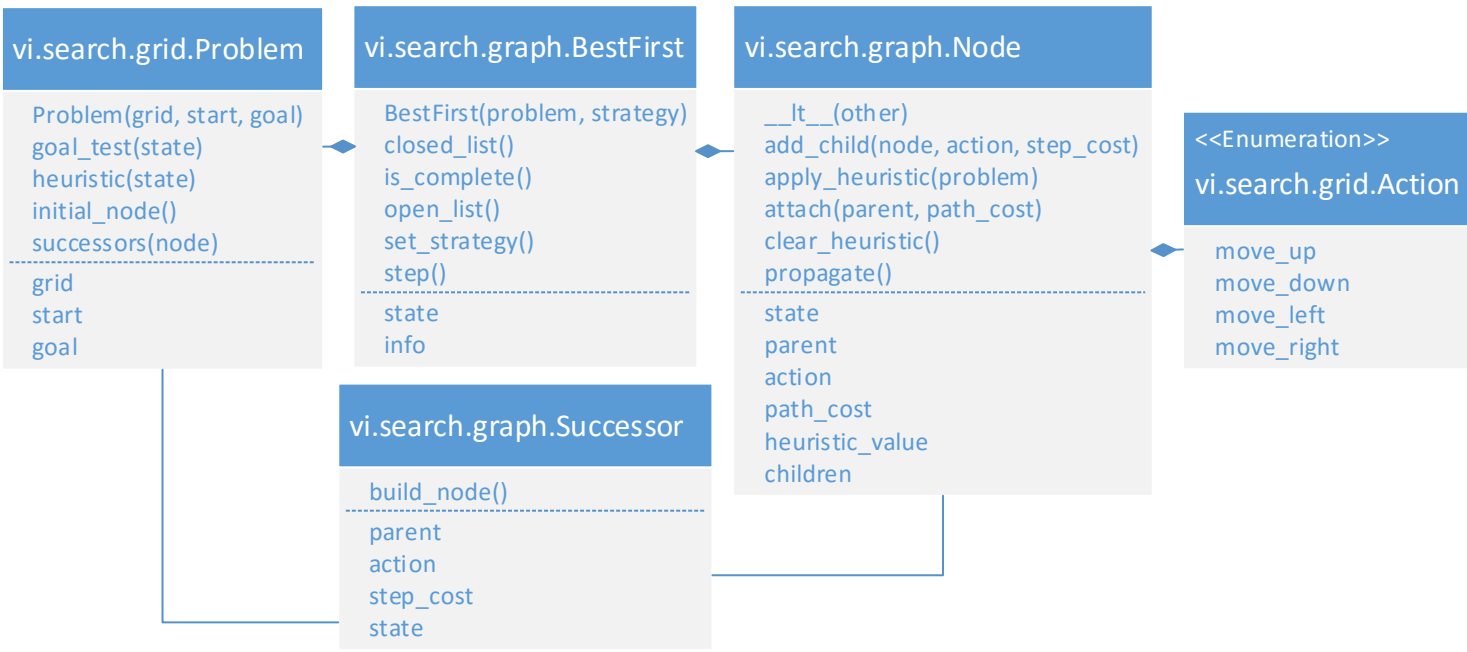 vi.search.grid.Problem
Problem(grid, start, goal)
goal_test(state)
heuristic(state)
initial_node()
successors(node)
grid
start
goal
vi.search.graph.BestFirst
BestFirst(problem, strategy)
closed_list()
is_complete()
open_list()
set_strategy()
step()
state
info
vi.search.graph.Node
__lt__(other)
add_child(node, action, step_cost)
apply_heuristic(problem)
attach(parent, path_cost)
clear_heuristic()
propagate()
state
parent
action
path_cost
heuristic_value
children
<<Enumeration>>
vi.search.grid.Action
move_up
move_down
move_left
move_right
vi.search.graph.Successor
build_node()
parent
action
step_cost
state